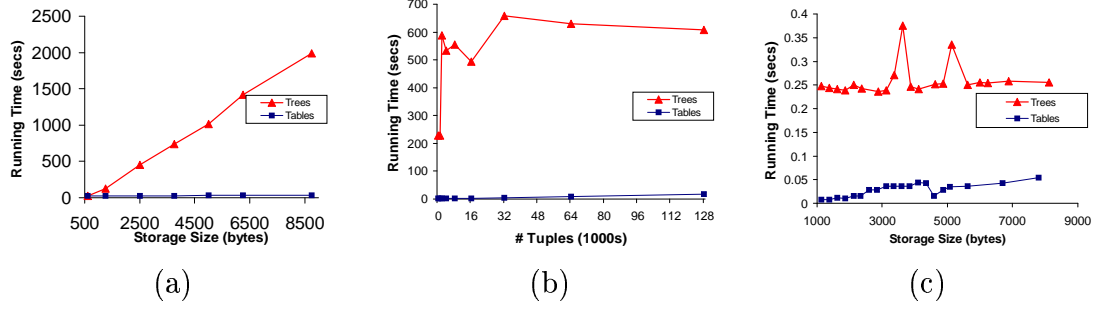 2500
2000
1500
1000
500
0
Running Time (secs)
Trees
Tables
500 2500 4500 6500 8500
Storage Size (bytes)
(a)
700
600
500
400
300
200
100
0
Running Time (secs)
Trees
Tables
0 16 32 48 64 80 96 112 128
# Tuples (1000s)
(b)
0.4
0.35
0.3
0.25
0.2
0.15
0.1
0.05
0
Running Time (secs)
Trees
Tables
1000 3000 5000 7000 9000
Storage Size (bytes)
(c)